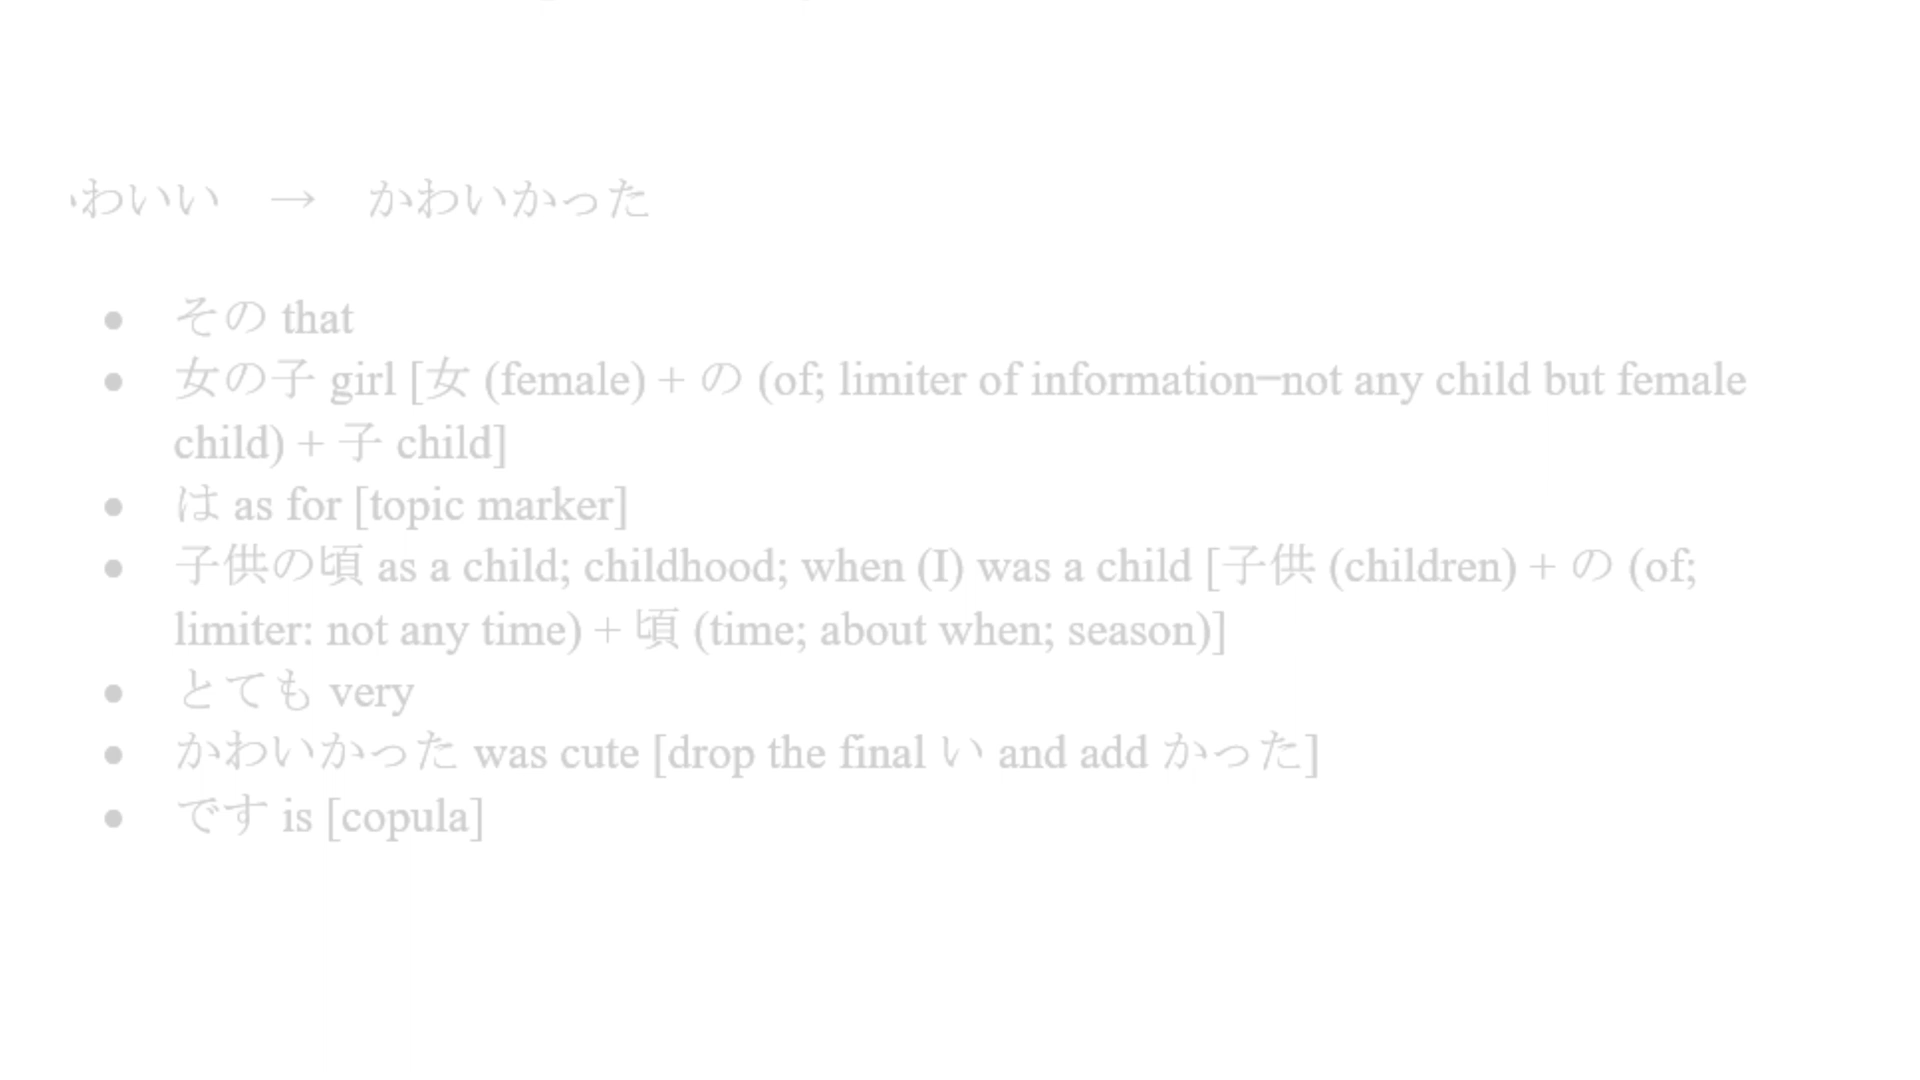 わいい → かわいかった
● その that
● 女の子 girl [女 (female) + の (of; limiter of information–not any child but female
child) + 子 child]
● は as for [topic marker]
● 子供の頃 as a child; childhood; when (I) was a child [子供 (children) + の (of;
limiter: not any time) + 頃 (time; about when; season)]
● とても very
● かわいかった was cute [drop the final い and add かった]
● です is [copula]